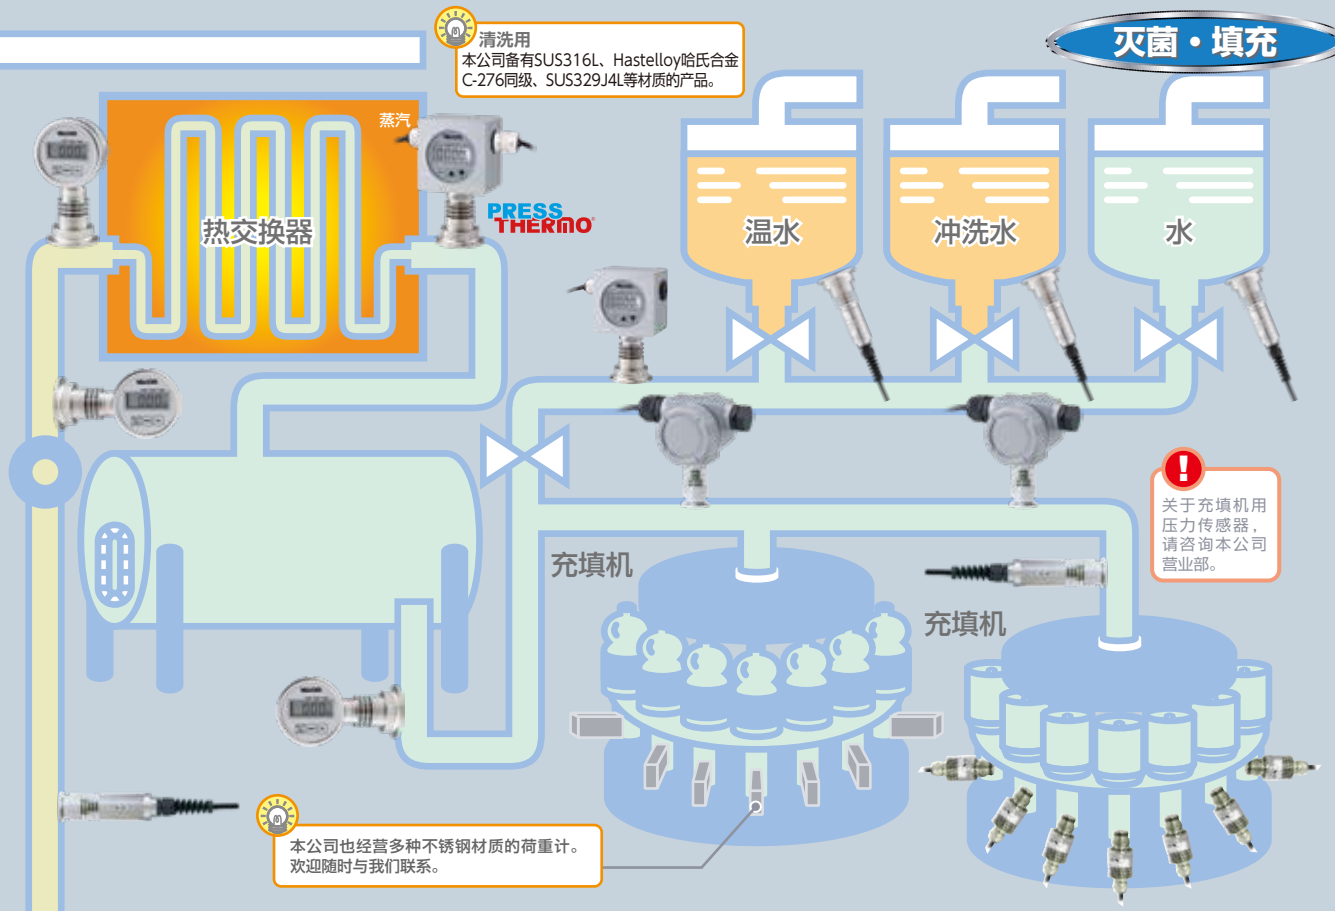 灭菌・填充
清洗用
本公司备有SUS316L、Hastelloy哈氏合金
C-276同级、SUS329J4L等材质的产品。
蒸汽
PRESS
THERMO
热交换器
温水
冲洗水
水
关于充填机用
压力传感器，
请咨询本公司
营业部。
充填机
充填机
本公司也经营多种不锈钢材质的荷重计。
欢迎随时与我们联系。